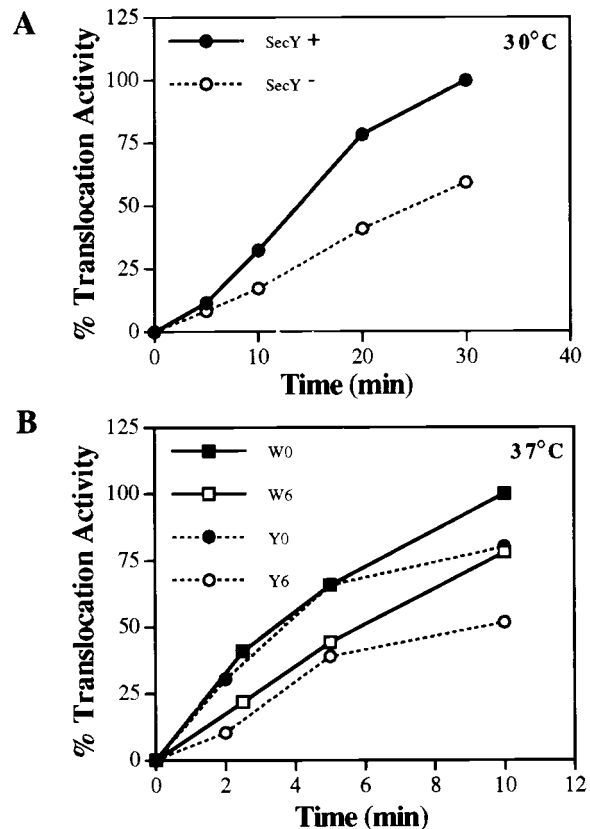 A
125
SecY +
30°C
SecY -
100
75
50
25
0
0 10 20 30 40
% Translocation Activity
Time (min)
B
125
W0
37°C
W6
100
Y0
75
Y6
50
25
0
0 2 4 6 8 10 12
% Translocation Activity
Time (min)